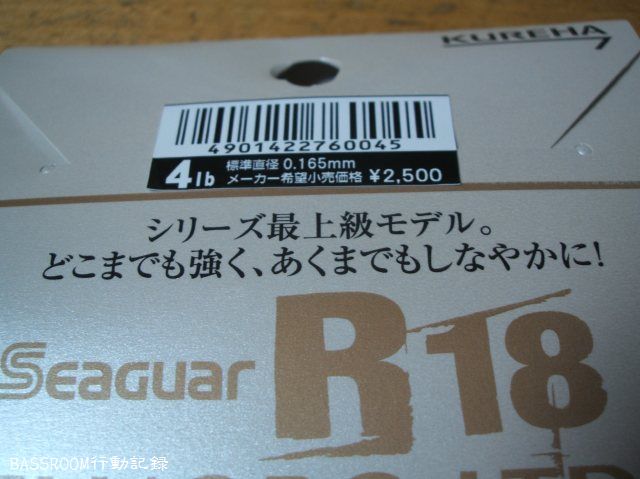 KUREHA
4901422760045
4lb 標準直径 0.165mm
メーカー希望小売価格 ¥2,500
シリーズ最上級モデル。
どこまでも強く、あくまでもしなやかに!
Seaguar R18
BASSROOM行動記録